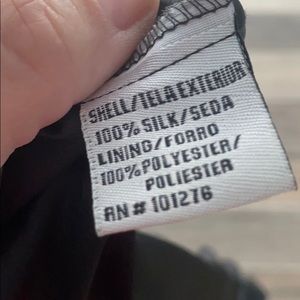 SHELL/TELA EXTERIOR
100% SILK/SEDA
LINING/FORRO
100% POLYESTER/
POLIESTER
RN # 101276